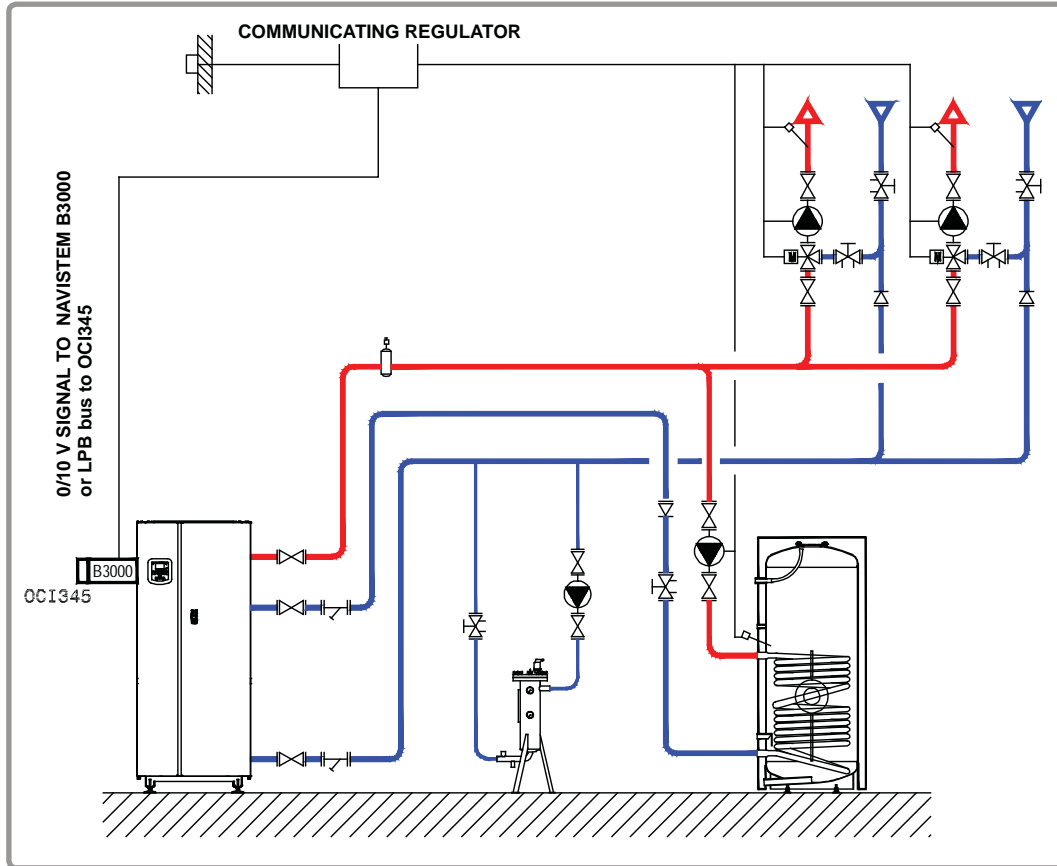 COMMUNICATING REGULATOR
0/10 V SIGNAL TO NAVISTEM B3000
or LPB bus to OCI345
B3000
OCI345